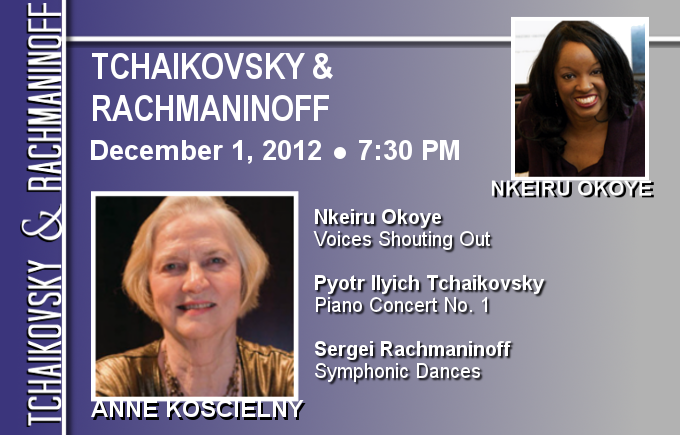 TCHAIKOVSKY & RACHMANINOFF
TCHAIKOVSKY &
RACHMANINOFF
December 1, 2012 ● 7:30 PM
NKEIRU OKOYE
Nkeiru Okoye
Voices Shouting Out
Pyotr Ilyich Tchaikovsky
Piano Concert No. 1
Sergei Rachmaninoff
Symphonic Dances
ANNE KOSCIELNY